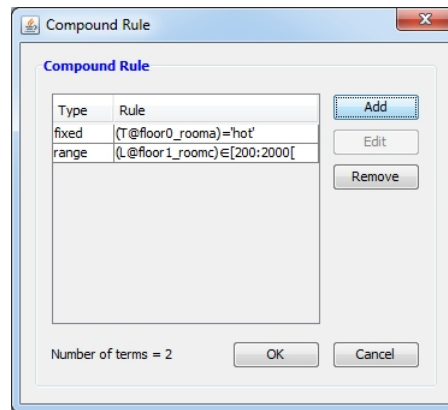 Compound Rule
Compound Rule
Type Rule
fixed (T@floor0_rooma)='hot'
range (L@floor1_roomc)∈[200:2000[
Add
Edit
Remove
Number of terms = 2
OK
Cancel